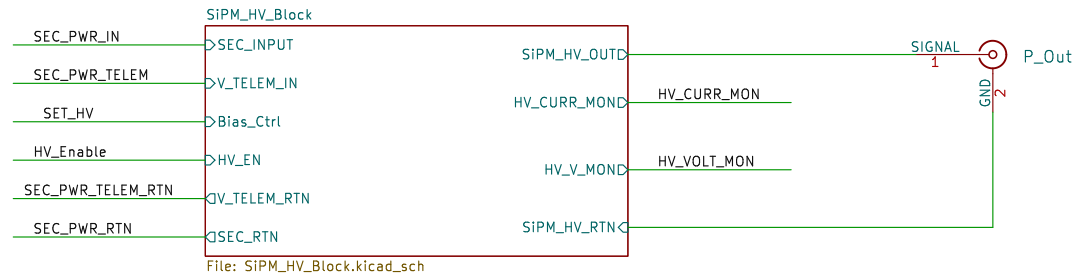 SiPM_HV_Block
SEC_PWR_IN
SEC_INPUT
SiPM_HV_OUT
SIGNAL
1
P_Out
SEC_PWR_TELEM
V_TELEM_IN
GND
2
HV_CURR_MON
HV_CURR_MON
SET_HV
Bias_Ctrl
HV_Enable
HV_EN
HV_V_MON
HV_VOLT_MON
SEC_PWR_TELEM_RTN
V_TELEM_RTN
SEC_PWR_RTN
SEC_RTN
SiPM_HV_RTN
File: SiPM_HV_Block.kicad_sch